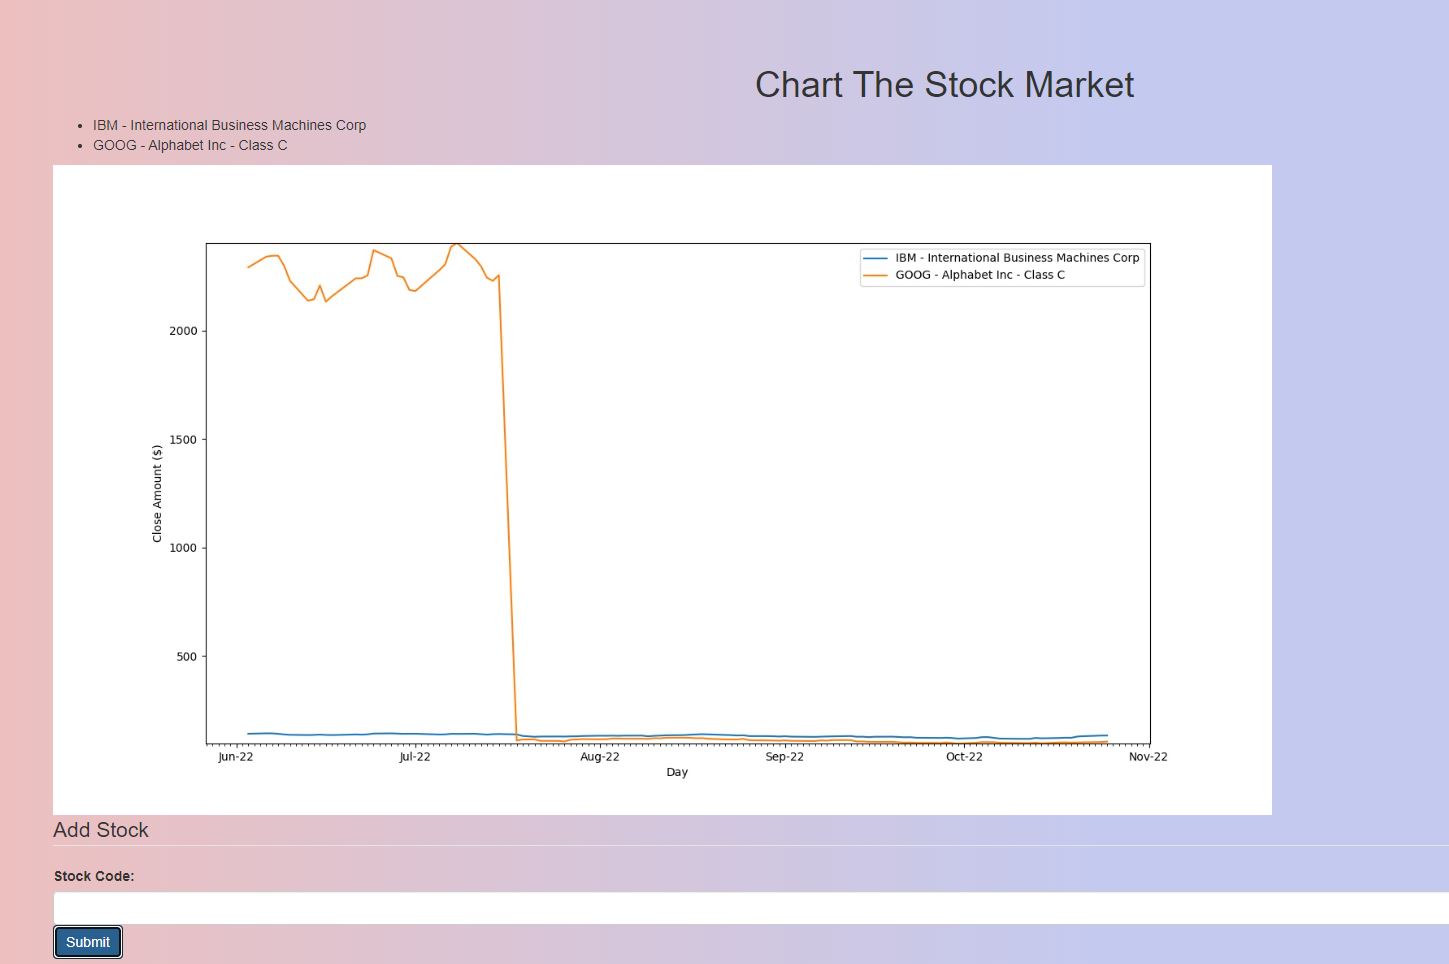 Chart The Stock Market
IBM - International Business Machines Corp
GOOG - Alphabet Inc - Class C
IBM - International Business Machines Corp
GOOG - Alphabet Inc - Class C
2000
1500
1000
500
Close Amount ($)
Jun-22 Jul-22 Aug-22 Sep-22 Oct-22 Nov-22
Day
Add Stock
Stock Code:
Submit